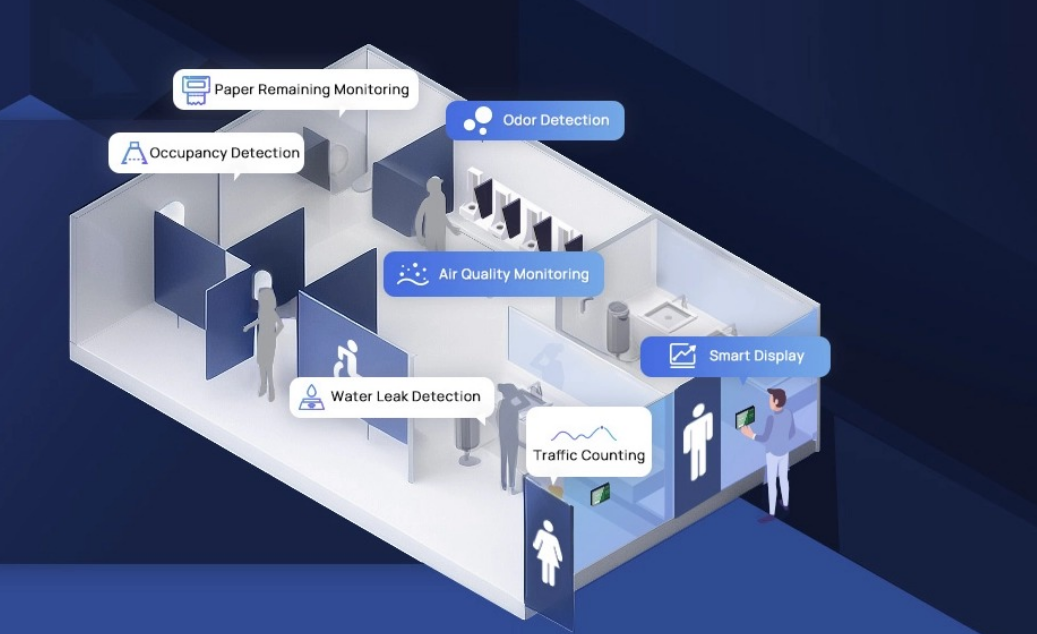 Paper Remaining Monitoring
Odor Detection
Occupancy Detection
Air Quality Monitoring
Smart Display
Water Leak Detection
Traffic Counting